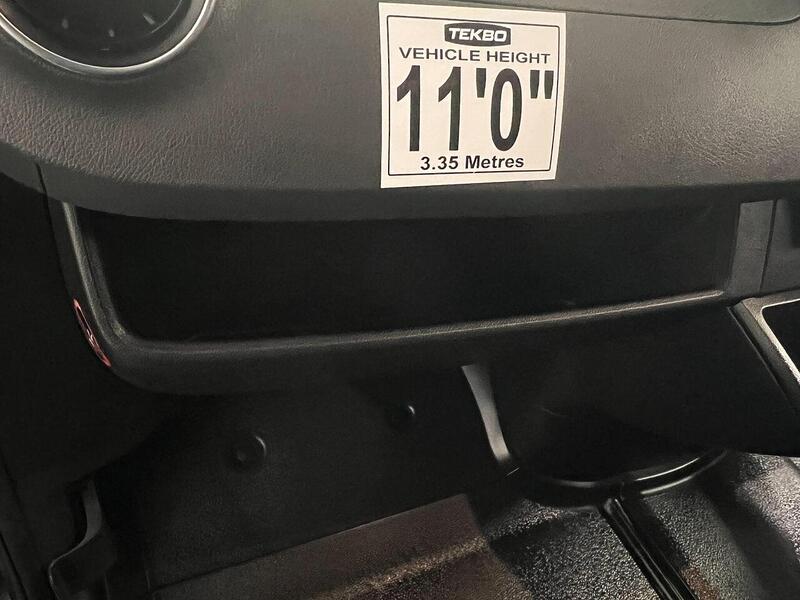 TEKBO
VEHICLE HEIGHT
11'0"
3.35 Metres